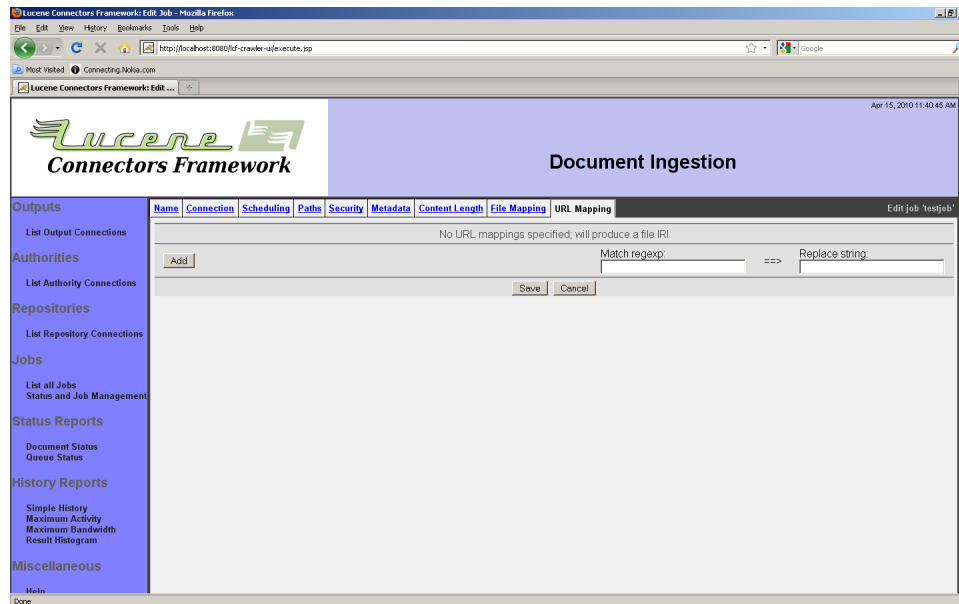 Lucene Connectors Framework: Edit Job - Mozilla Firefox
File Edit View History Bookmarks Tools Help
http://localhost:8080/lcf-crawler-ui/execute.jsp
Google
Most Visited Connecting.Nokia.com
Lucene Connectors Framework: Edit ...
Apr 15, 2010 11:40:45 AM
Lucene
Connectors Framework
Document Ingestion
Outputs
Name Connection Scheduling Paths Security Metadata Content Length File Mapping URL Mapping
Edit job 'testjob'
List Output Connections
No URL mappings specified; will produce a file IRI
Authorities
Add
Match regexp:
==>
Replace string:
List Authority Connections
Save Cancel
Repositories
List Repository Connections
Jobs
List all Jobs
Status and Job Management
Status Reports
Document Status
Queue Status
History Reports
Simple History
Maximum Activity
Maximum Bandwidth
Result Histogram
Miscellaneous
Help
Done